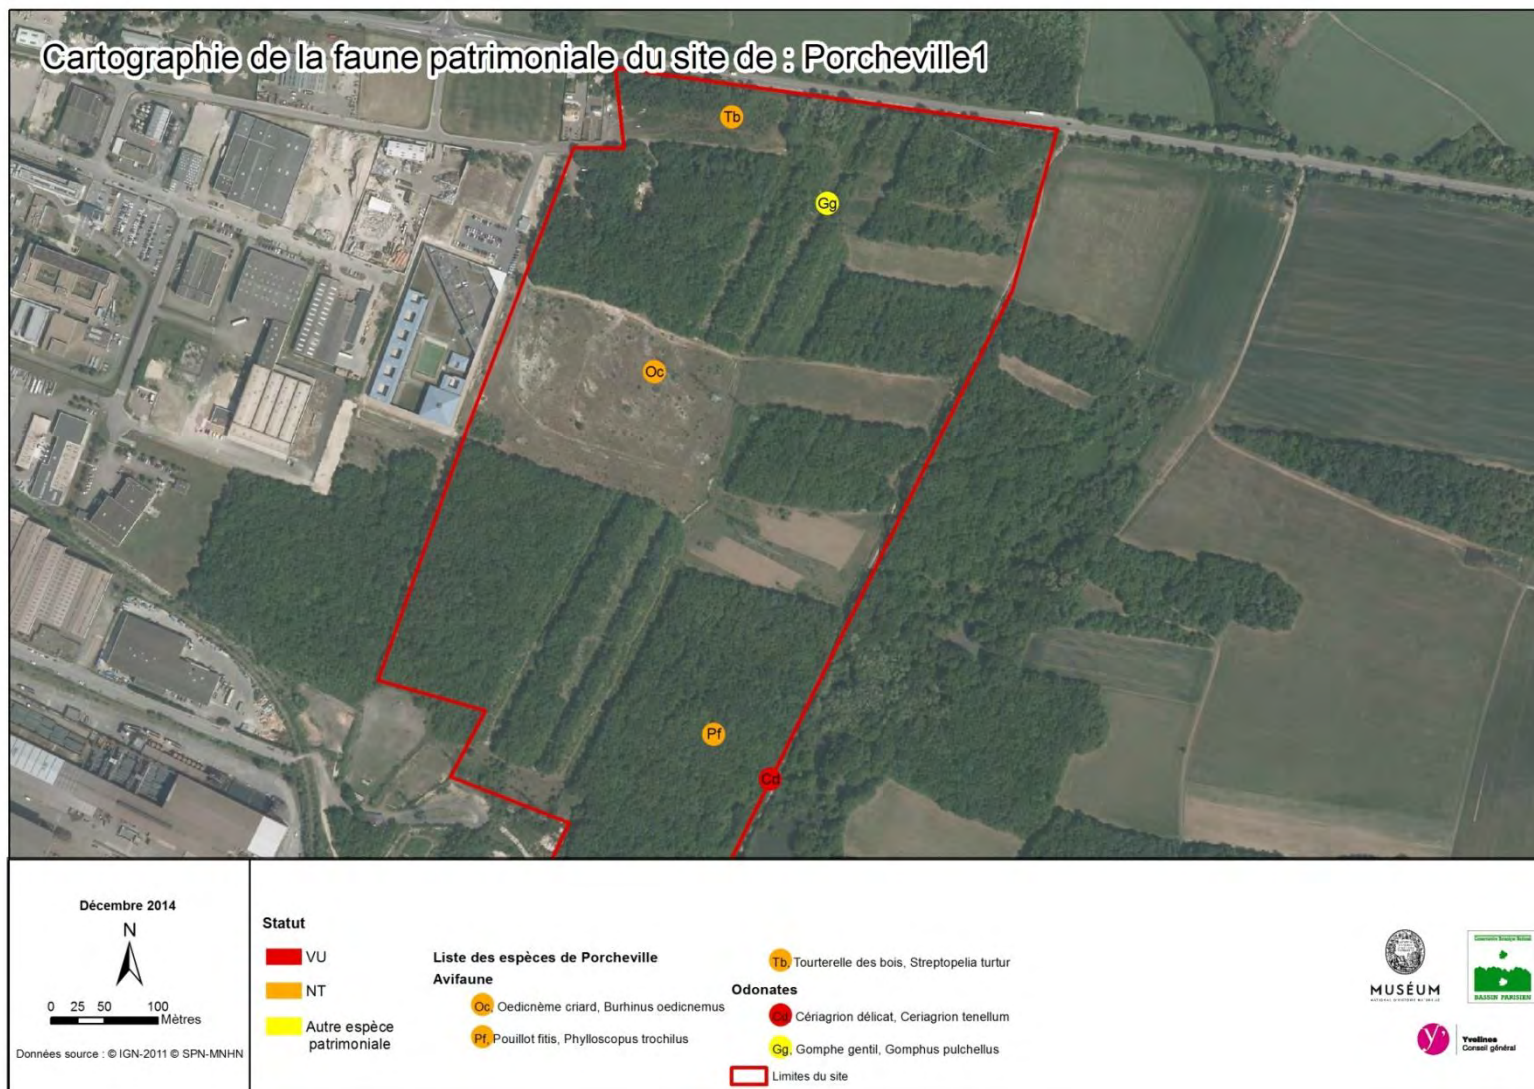 Cartographie de la faune patrimoniale du site de : Porcheville1
Tb
Gg
Oc
Pf
Cd
Décembre 2014
N
0 25 50 100
Mètres
Données source : © IGN-2011 © SPN-MNHN
Statut
VU
NT
Autre espèce
patrimoniale
Liste des espèces de Porcheville
Avifaune
Oc, Oedicnème criard, Burhinus oedicnemus
Pf, Pouillot fitis, Phylloscopus trochilus
Tb, Tourterelle des bois, Streptopelia turtur
Odonates
Cd, Cériagrion délicat, Ceriagrion tenellum
Gg, Gomphe gentil, Gomphus pulchellus
Limites du site
MUSÉUM
BASSIN PARISIEN
Yvelines
Conseil général